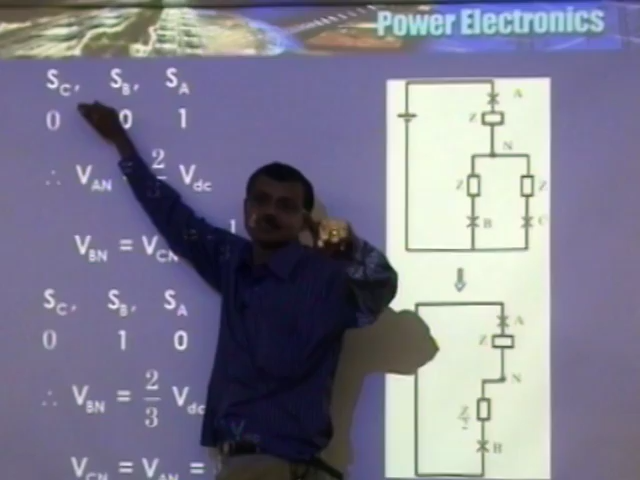 Power Electronics
S_C, S_B, S_A
0 0 1
∴ V_AN 2 V_dc
V_BN = V_CN
S_C, S_B, S_A
0 1 0
∴ V_BN = 2/3 V_dc
V_CN = V_AN =
A
Z
N
Z Z
B C
A
Z
N
Z/2
B